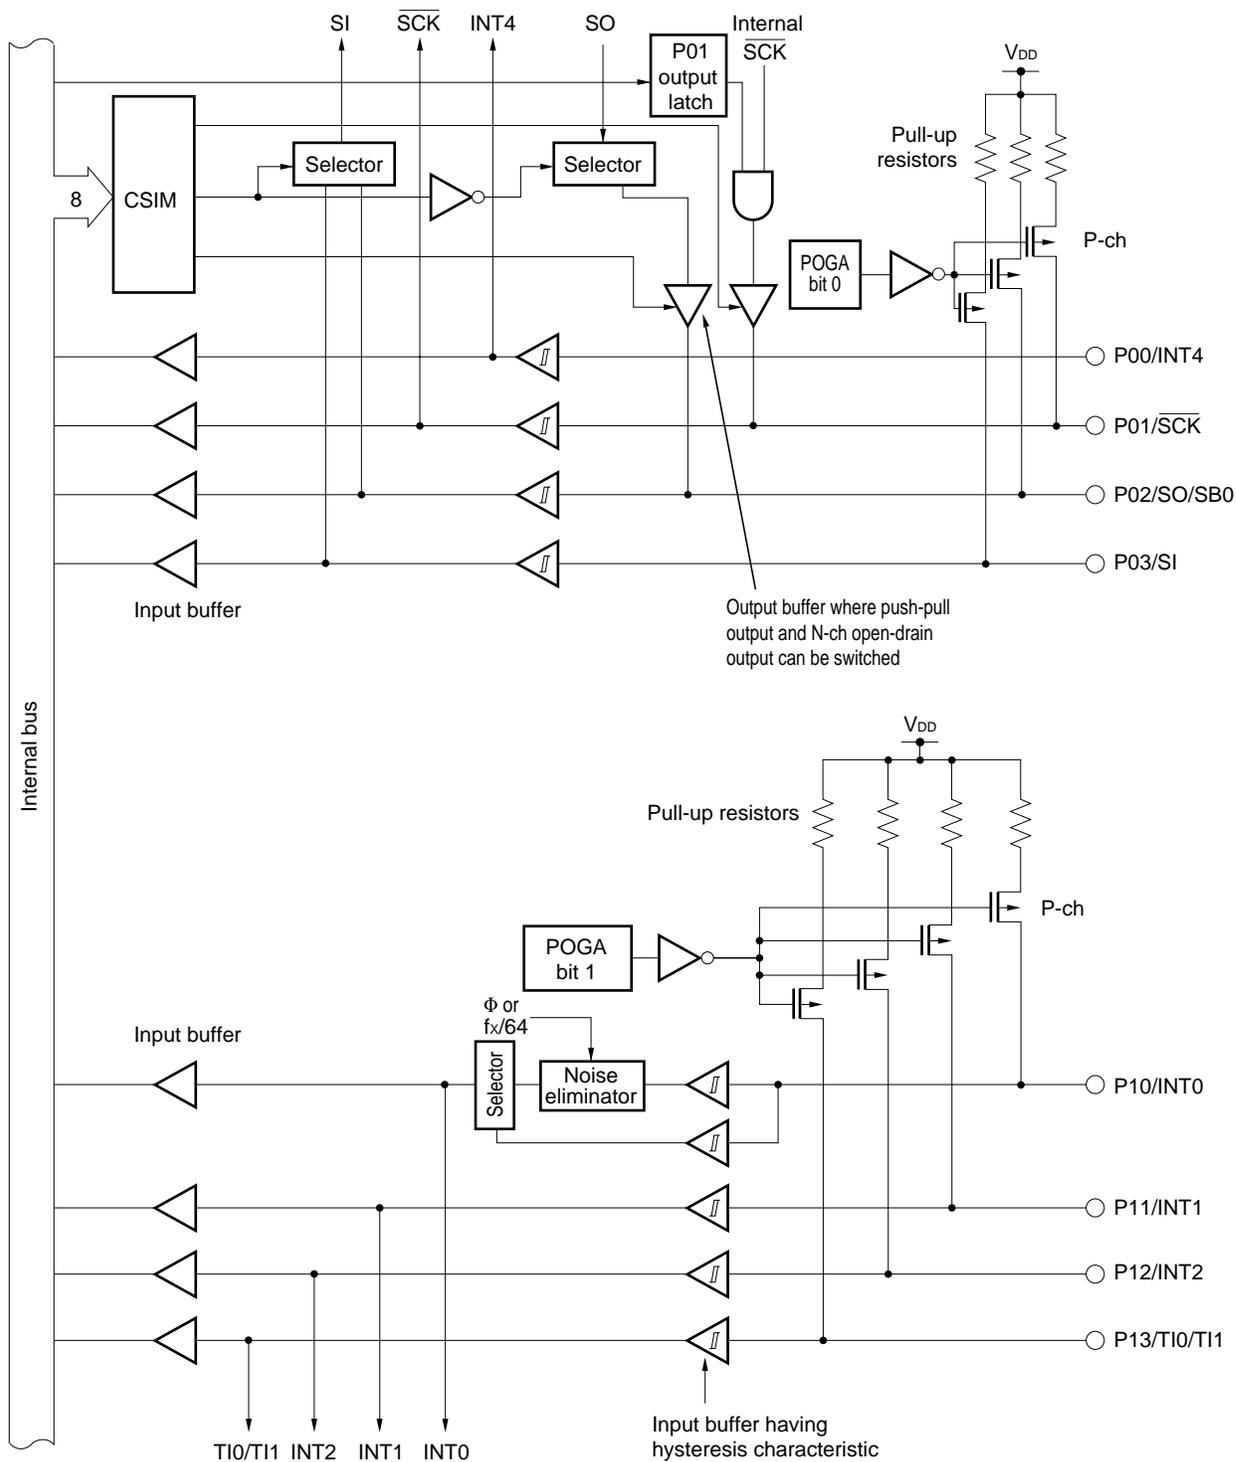 SI
SCK
INT4
SO
Internal
SCK
P01
output
latch
VDD
Pull-up
resistors
Selector
Selector
8
CSIM
P-ch
POGA
bit 0
P00/INT4
P01/SCK
P02/SO/SB0
P03/SI
Input buffer
Output buffer where push-pull
output and N-ch open-drain
output can be switched
Internal bus
VDD
Pull-up resistors
P-ch
POGA
bit 1
Φ or
fX/64
Input buffer
Selector
Noise
eliminator
P10/INT0
P11/INT1
P12/INT2
P13/TI0/TI1
Input buffer having
hysteresis characteristic
TI0/TI1
INT2
INT1
INT0